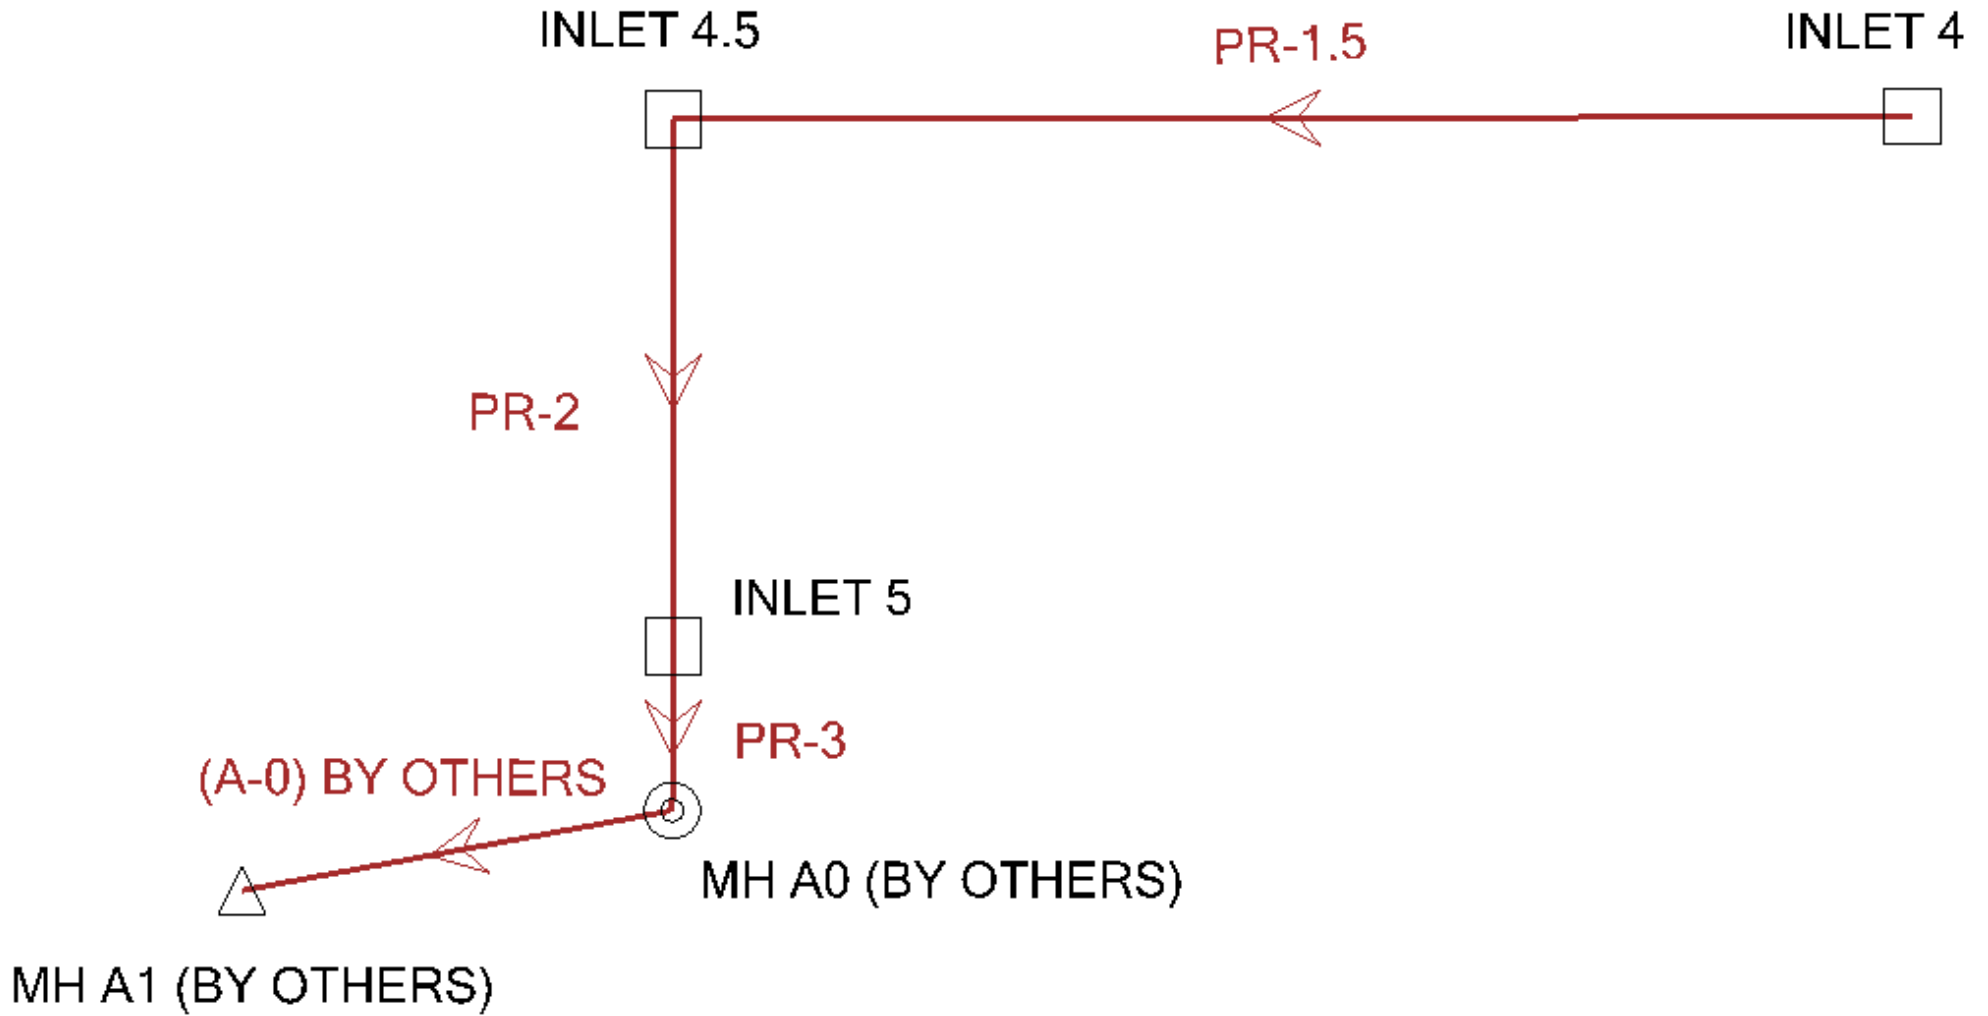 INLET 4.5
PR-1.5
INLET 4
PR-2
INLET 5
PR-3
(A-0) BY OTHERS
MH A0 (BY OTHERS)
MH A1 (BY OTHERS)